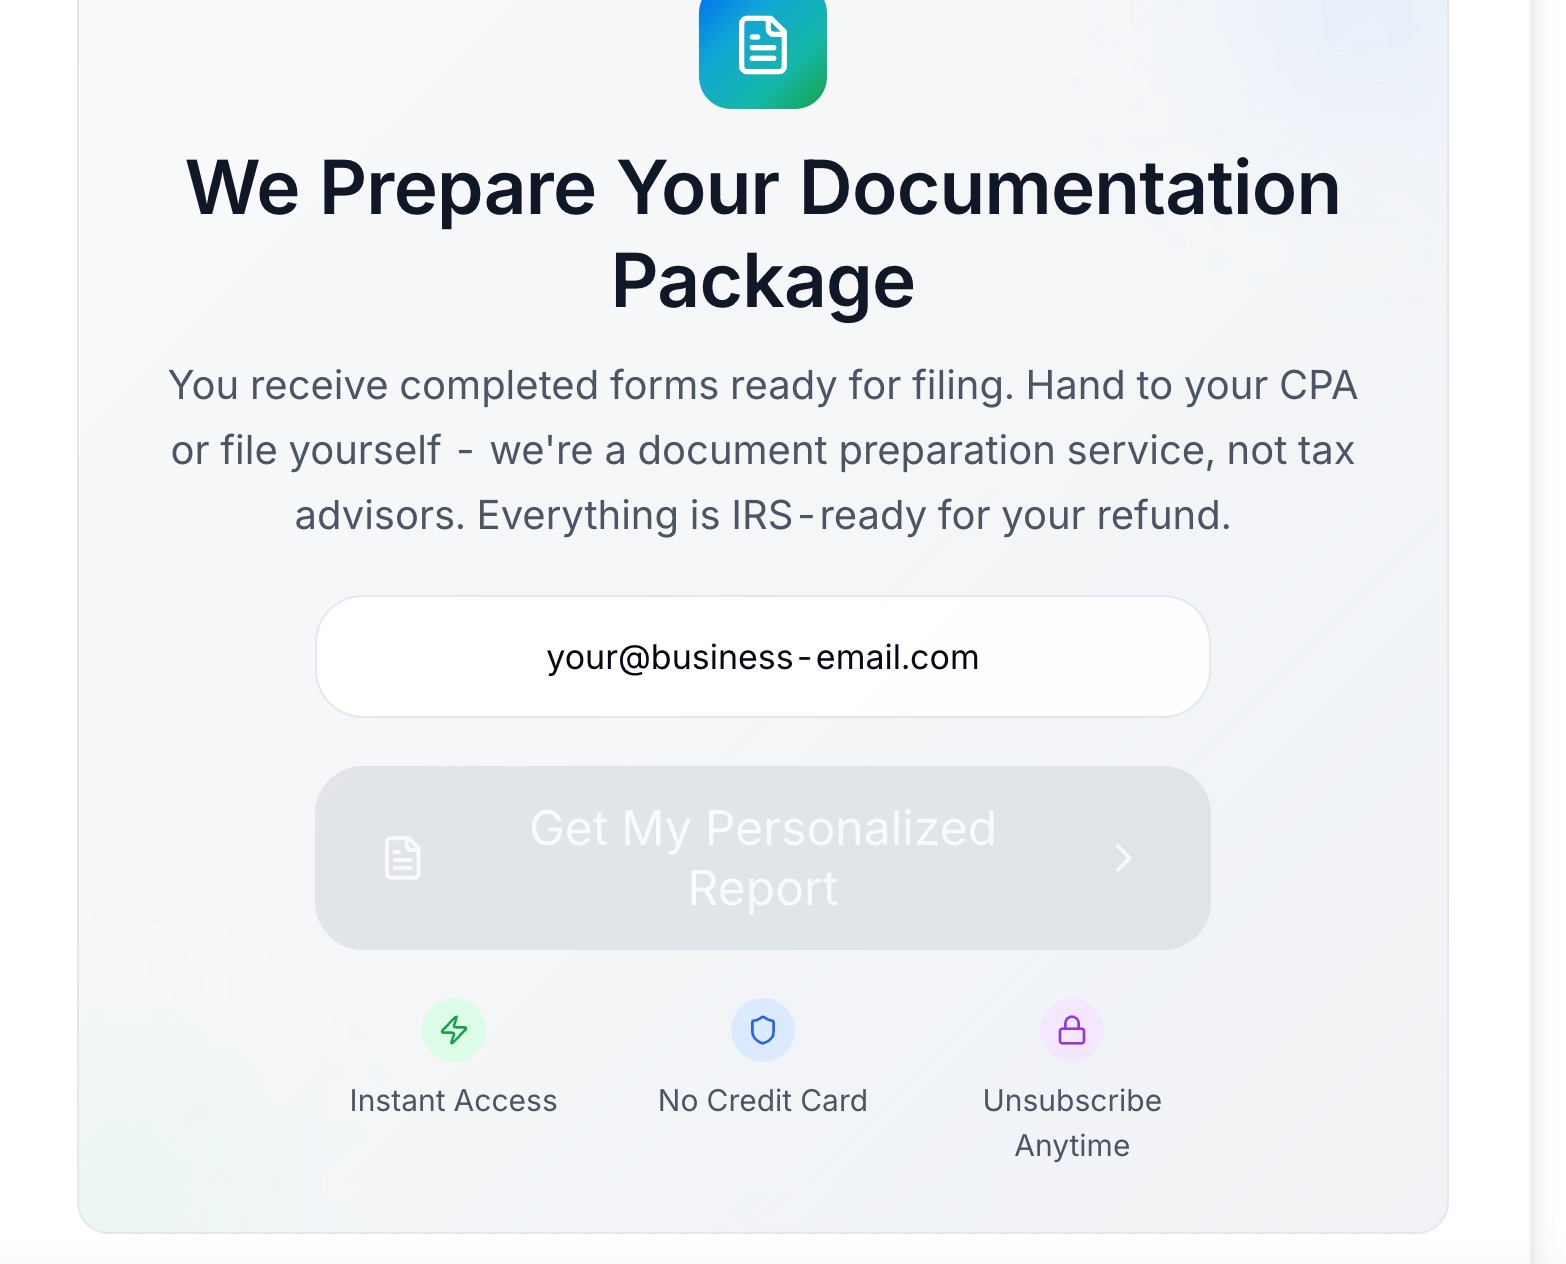 We Prepare Your Documentation
Package
You receive completed forms ready for filing. Hand to your CPA
or file yourself - we're a document preparation service, not tax
advisors. Everything is IRS-ready for your refund.
your@business-email.com
Get My Personalized
Report
Instant Access
No Credit Card
Unsubscribe
Anytime